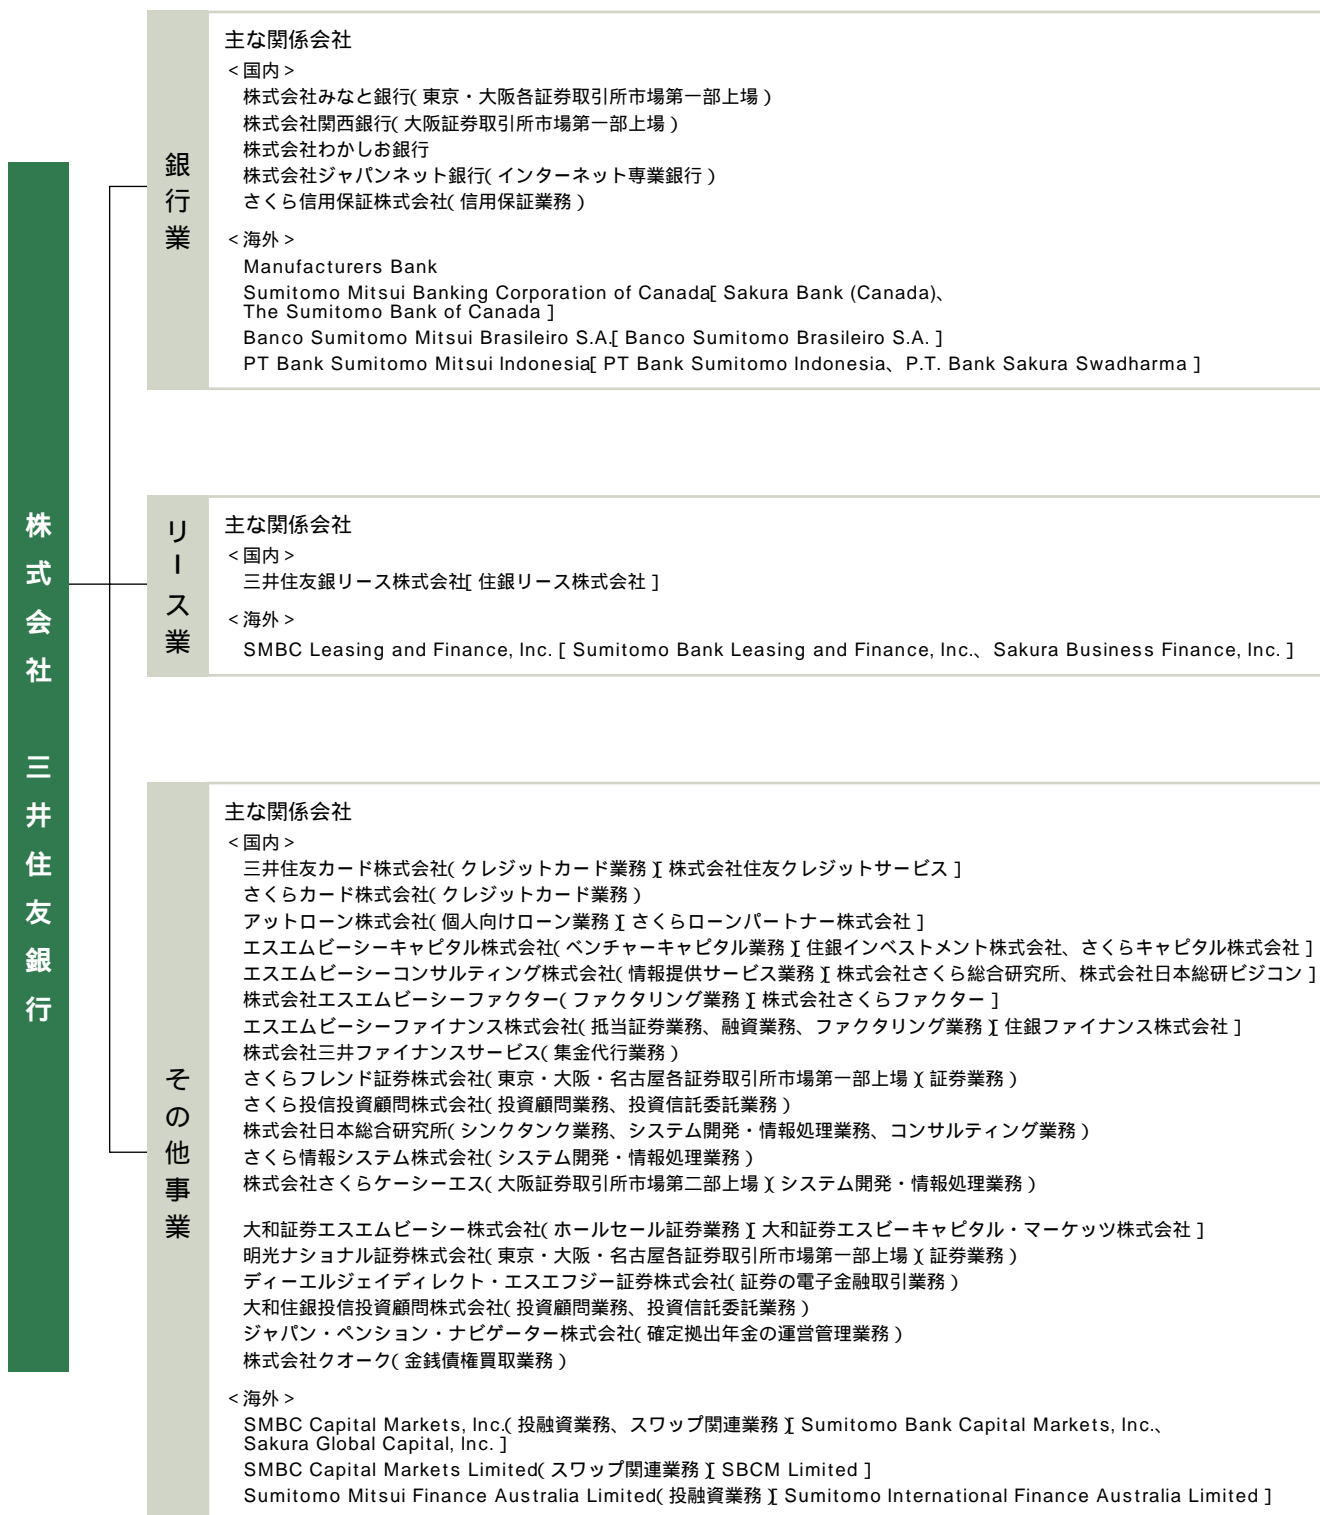 株式会社 三井住友銀行
銀行業
主な関係会社
<国内>
株式会社みなと銀行(東京・大阪各証券取引所市場第一部上場)
株式会社関西銀行(大阪証券取引所市場第一部上場)
株式会社わかしお銀行
株式会社ジャパンネット銀行(インターネット専業銀行)
さくら信用保証株式会社(信用保証業務)
<海外>
Manufacturers Bank
Sumitomo Mitsui Banking Corporation of Canada[ Sakura Bank (Canada)、
The Sumitomo Bank of Canada ]
Banco Sumitomo Mitsui Brasileiro S.A.[ Banco Sumitomo Brasileiro S.A. ]
PT Bank Sumitomo Mitsui Indonesia[ PT Bank Sumitomo Indonesia、P.T. Bank Sakura Swadharma ]
リース業
主な関係会社
<国内>
三井住友銀リース株式会社[ 住銀リース株式会社 ]
<海外>
SMBC Leasing and Finance, Inc. [ Sumitomo Bank Leasing and Finance, Inc.、Sakura Business Finance, Inc. ]
その他事業
主な関係会社
<国内>
三井住友カード株式会社(クレジットカード業務)[ 株式会社住友クレジットサービス ]
さくらカード株式会社(クレジットカード業務)
アットローン株式会社(個人向けローン業務)[ さくらローンパートナー株式会社 ]
エスエムビーシーキャピタル株式会社(ベンチャーキャピタル業務)[ 住銀インベストメント株式会社、さくらキャピタル株式会社 ]
エスエムビーシーコンサルティング株式会社(情報提供サービス業務)[ 株式会社さくら総合研究所、株式会社日本総研ビジコン ]
株式会社エスエムビーシーファクター(ファクタリング業務)[ 株式会社さくらファクター ]
エスエムビーシーファイナンス株式会社(抵当証券業務、融資業務、ファクタリング業務)[ 住銀ファイナンス株式会社 ]
株式会社三井ファイナンスサービス(集金代行業務)
さくらフレンド証券株式会社(東京・大阪・名古屋各証券取引所市場第一部上場)(証券業務)
さくら投信投資顧問株式会社(投資顧問業務、投資信託委託業務)
株式会社日本総合研究所(シンクタンク業務、システム開発・情報処理業務、コンサルティング業務)
さくら情報システム株式会社(システム開発・情報処理業務)
株式会社さくらケーシーエス(大阪証券取引所市場第二部上場)(システム開発・情報処理業務)
大和証券エスエムビーシー株式会社(ホールセール証券業務)[ 大和証券エスビーキャピタル・マーケッツ株式会社 ]
明光ナショナル証券株式会社(東京・大阪・名古屋各証券取引所市場第一部上場)(証券業務)
ディーエルジェイディレクト・エスエフジー証券株式会社(証券の電子金融取引業務)
大和住銀投信投資顧問株式会社(投資顧問業務、投資信託委託業務)
ジャパン・ペンション・ナビゲーター株式会社(確定拠出年金の運営管理業務)
株式会社クオーク(金銭債権買取業務)
<海外>
SMBC Capital Markets, Inc.(投融資業務、スワップ関連業務)[ Sumitomo Bank Capital Markets, Inc.、
Sakura Global Capital, Inc. ]
SMBC Capital Markets Limited(スワップ関連業務)[ SBCM Limited ]
Sumitomo Mitsui Finance Australia Limited(投融資業務)[ Sumitomo International Finance Australia Limited ]